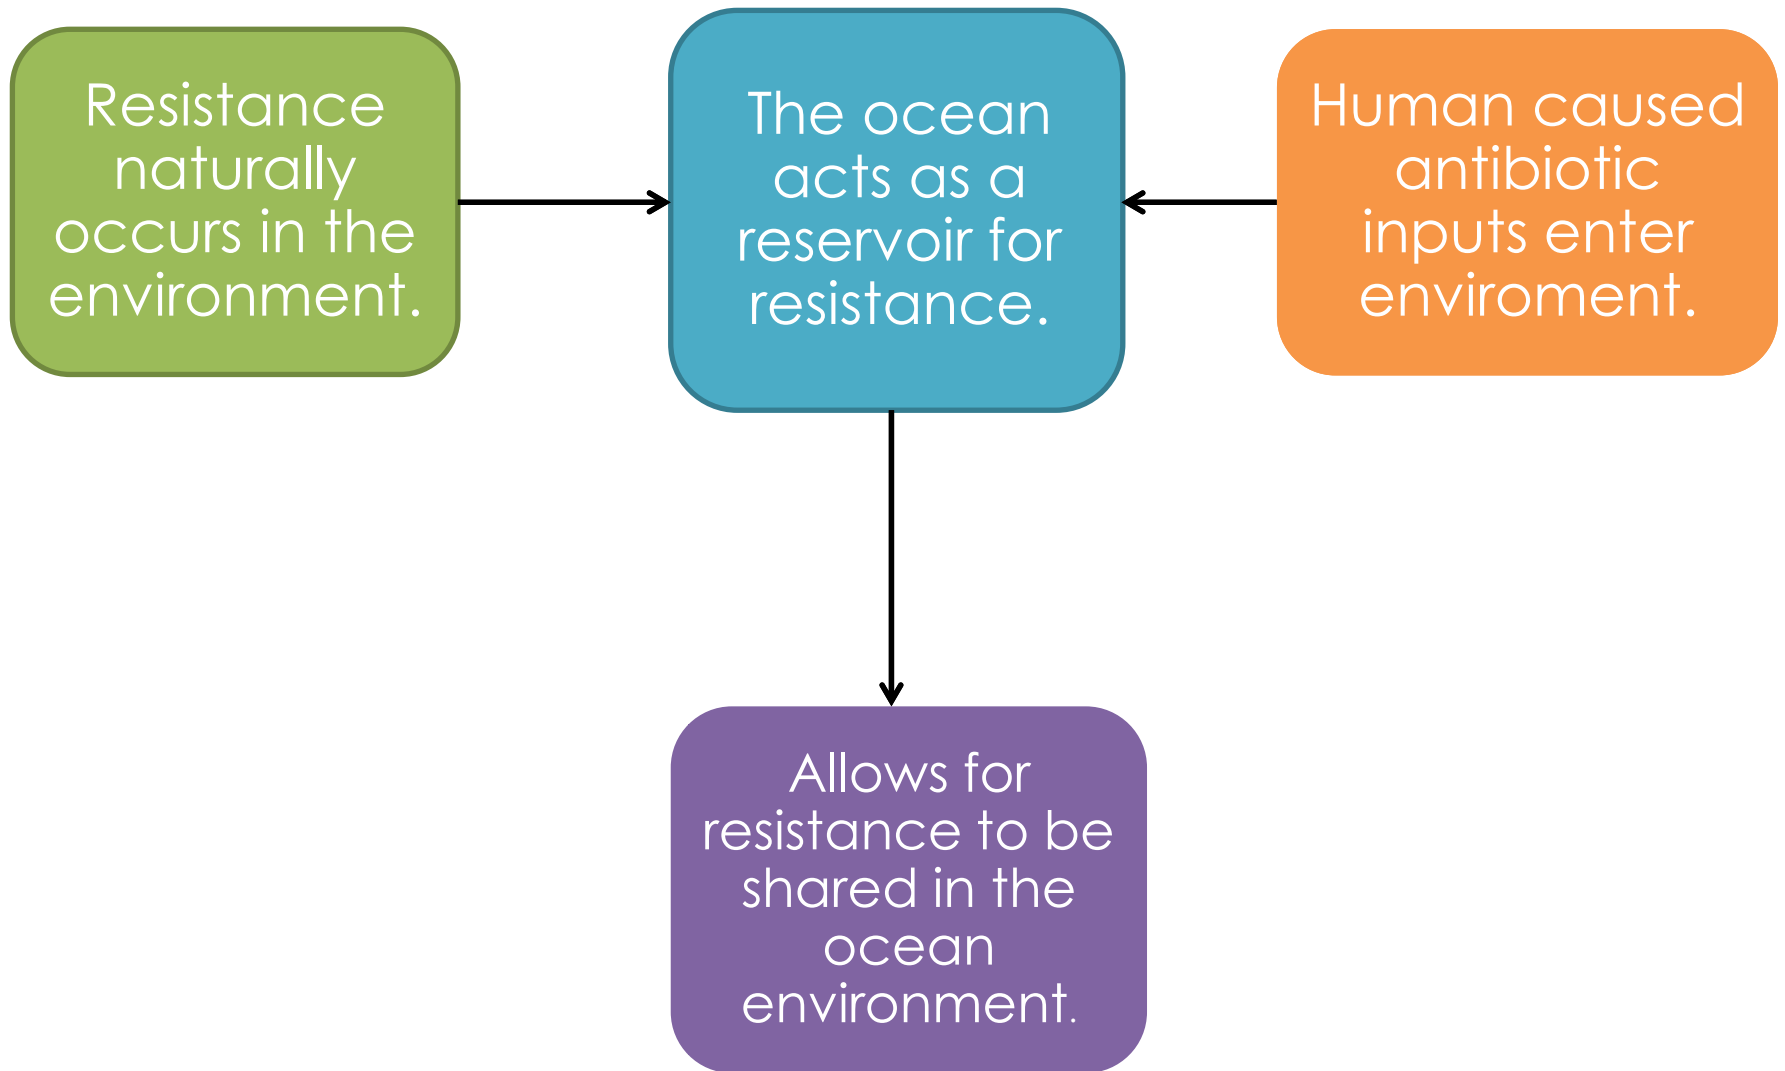 Resistance
naturally
occurs in the
environment.
The ocean
acts as a
reservoir for
resistance.
Human caused
antibiotic
inputs enter
enviroment.
Allows for
resistance to be
shared in the
ocean
environment.